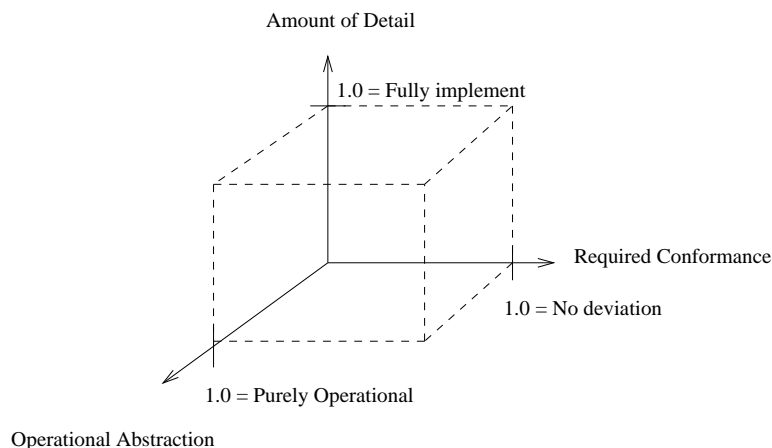 Amount of Detail
1.0 = Fully implement
Required Conformance
1.0 = No deviation
1.0 = Purely Operational
Operational Abstraction